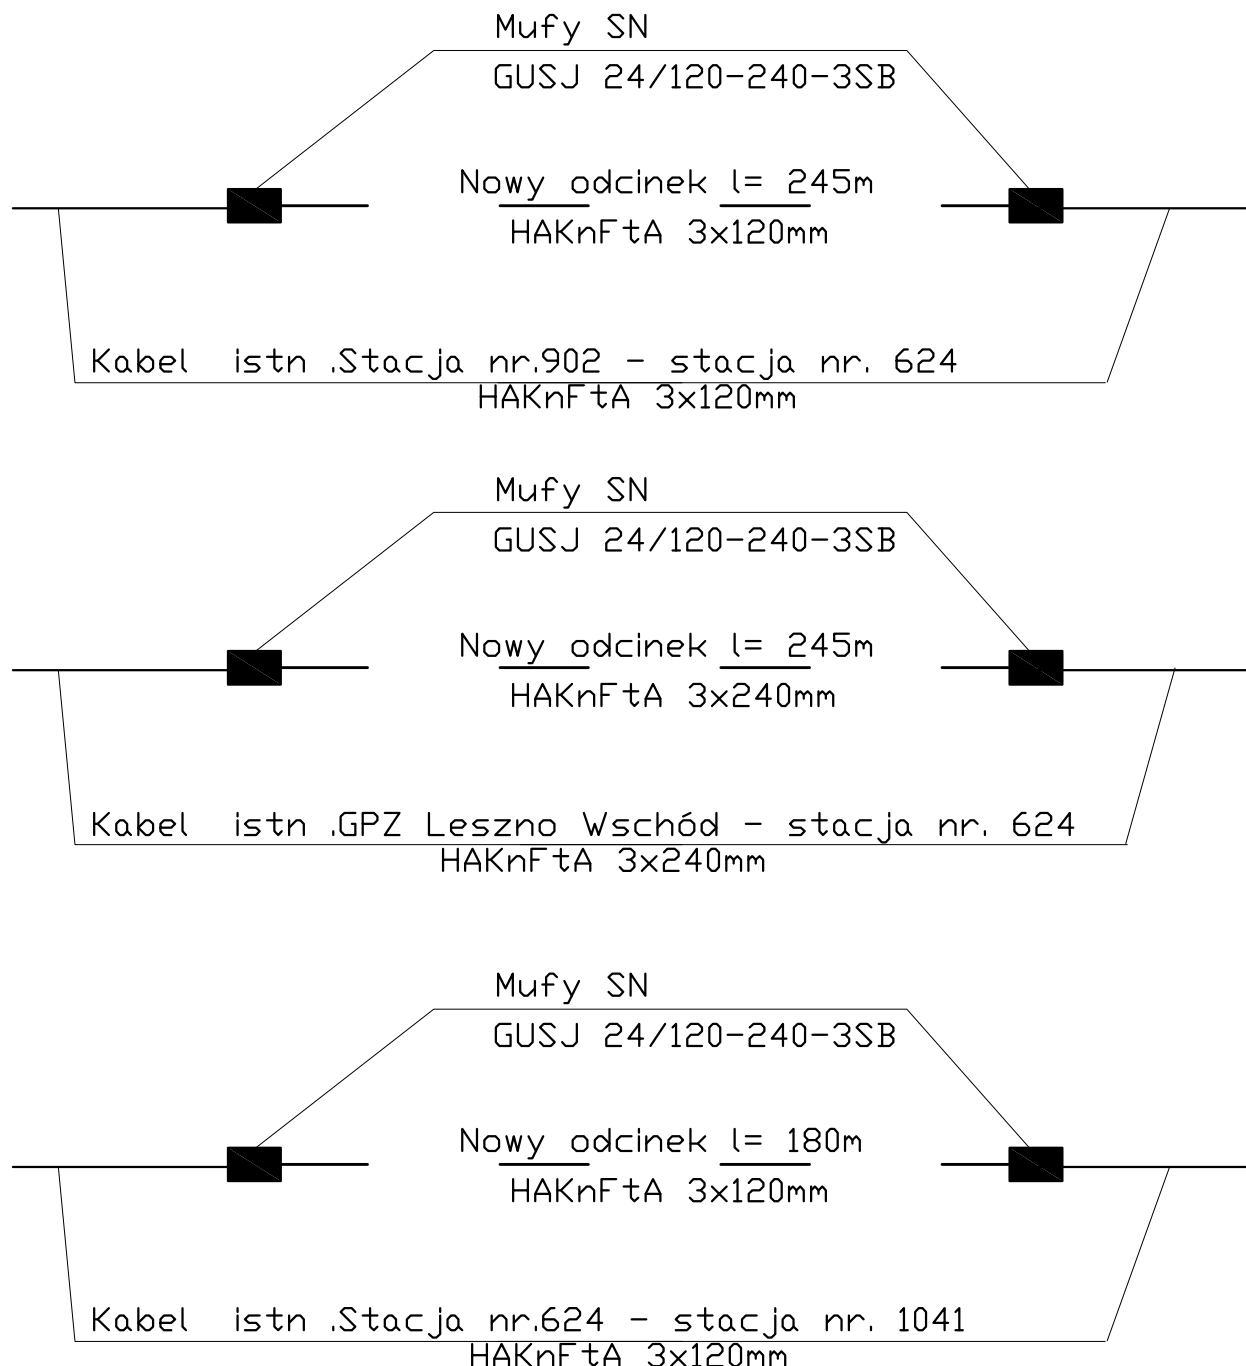 Mufy SN
GUSJ 24/120-240-3SB
Nowy odcinek l= 245m
HAKnFtA 3x120mm
Kabel istn .Stacja nr.902 - stacja nr. 624
HAKnFtA 3x120mm
Mufy SN
GUSJ 24/120-240-3SB
Nowy odcinek l= 245m
HAKnFtA 3x240mm
Kabel istn .GPZ Leszno Wschód - stacja nr. 624
HAKnFtA 3x240mm
Mufy SN
GUSJ 24/120-240-3SB
Nowy odcinek l= 180m
HAKnFtA 3x120mm
Kabel istn .Stacja nr.624 - stacja nr. 1041
HAKnFtA 3x120mm